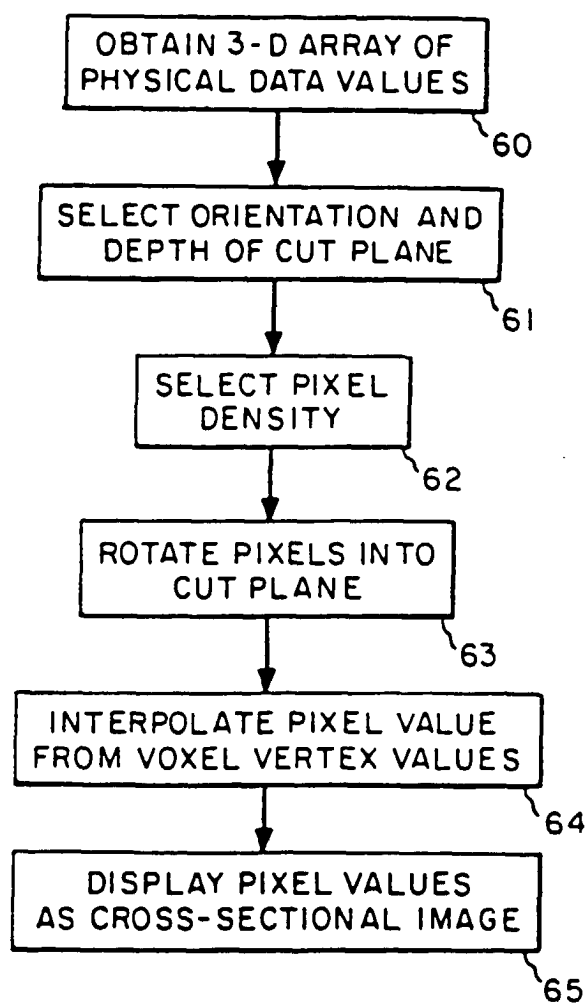 OBTAIN 3-D ARRAY OF
PHYSICAL DATA VALUES
60
SELECT ORIENTATION AND
DEPTH OF CUT PLANE
61
SELECT PIXEL
DENSITY
62
ROTATE PIXELS INTO
CUT PLANE
63
INTERPOLATE PIXEL VALUE
FROM VOXEL VERTEX VALUES
64
DISPLAY PIXEL VALUES
AS CROSS-SECTIONAL IMAGE
65